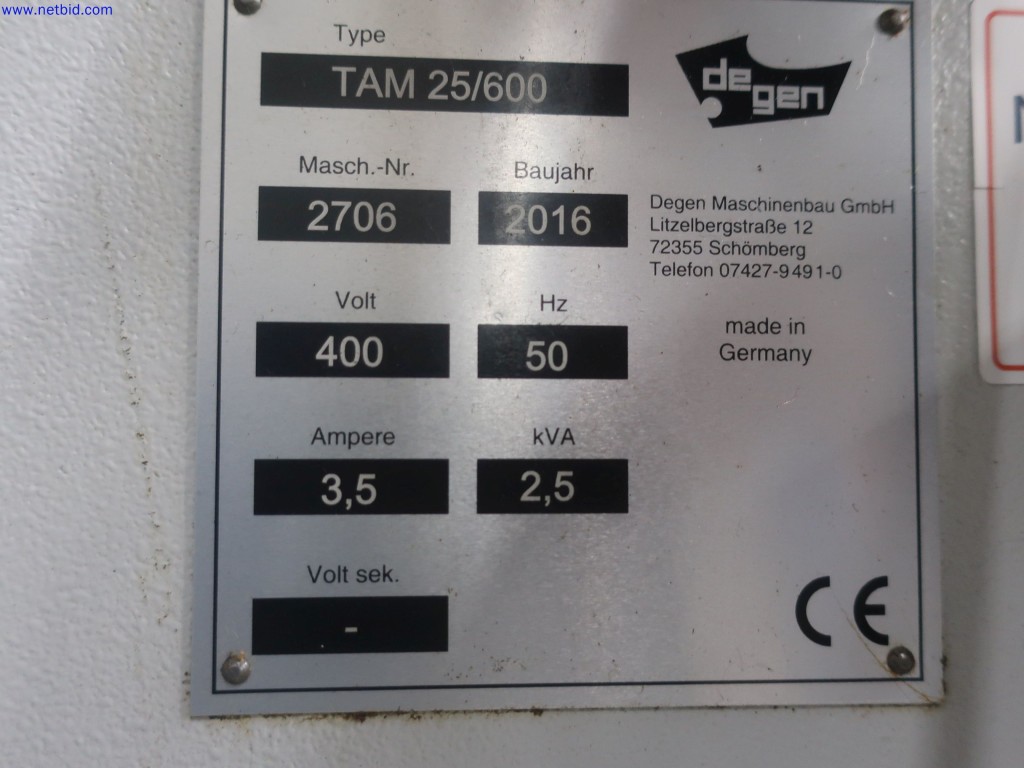 www.netbid.com
Type
TAM 25/600
degen
Masch.-Nr.
2706
Baujahr
2016
Degen Maschinenbau GmbH
Litzelbergstraße 12
72355 Schömberg
Telefon 07427-9491-0
Volt
400
Hz
50
made in
Germany
Ampere
3,5
kVA
2,5
Volt sek.
-
CE